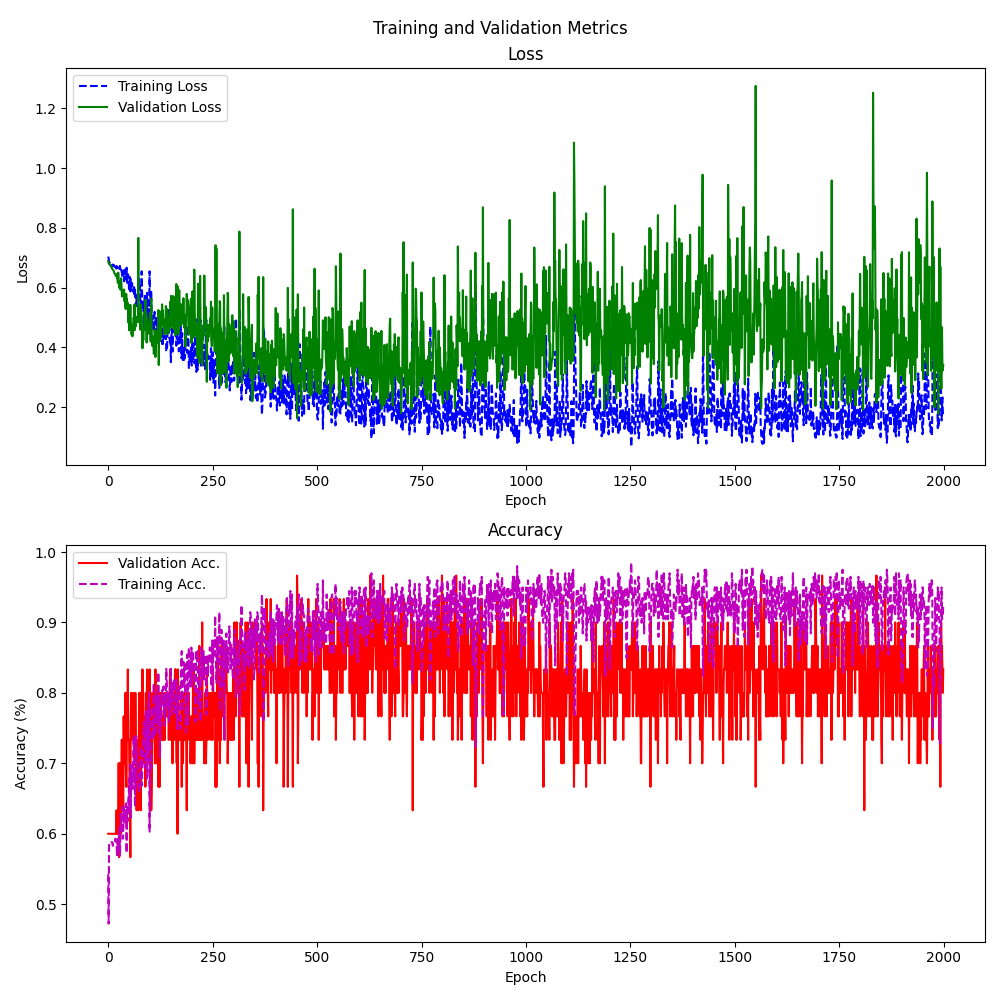 Training and Validation Metrics
Loss
Training Loss
Validation Loss
1.2
1.0
0.8
0.6
0.4
0.2
Loss
0 250 500 750 1000 1250 1500 1750 2000
Epoch
Accuracy
Validation Acc.
Training Acc.
1.0
0.9
0.8
0.7
0.6
0.5
Accuracy (%)
0 250 500 750 1000 1250 1500 1750 2000
Epoch